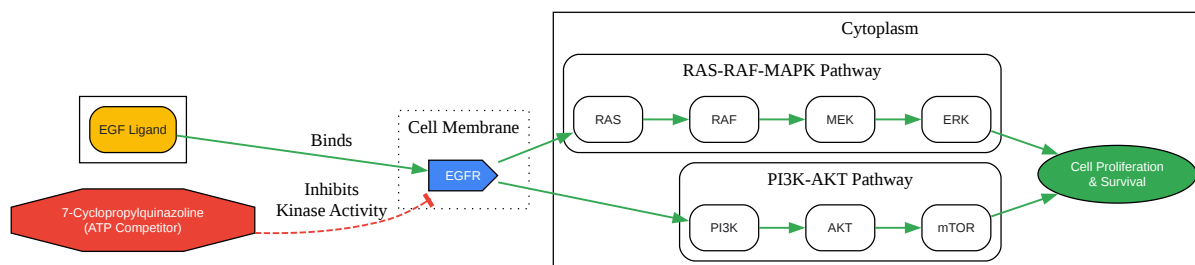 Cytoplasm
RAS-RAF-MAPK Pathway
EGF Ligand
Binds
Cell Membrane
RAS
RAF
MEK
ERK
EGFR
Cell Proliferation
& Survival
PI3K-AKT Pathway
7-Cyclopropylquinazoline
(ATP Competitor)
Inhibits
Kinase Activity
PI3K
AKT
mTOR